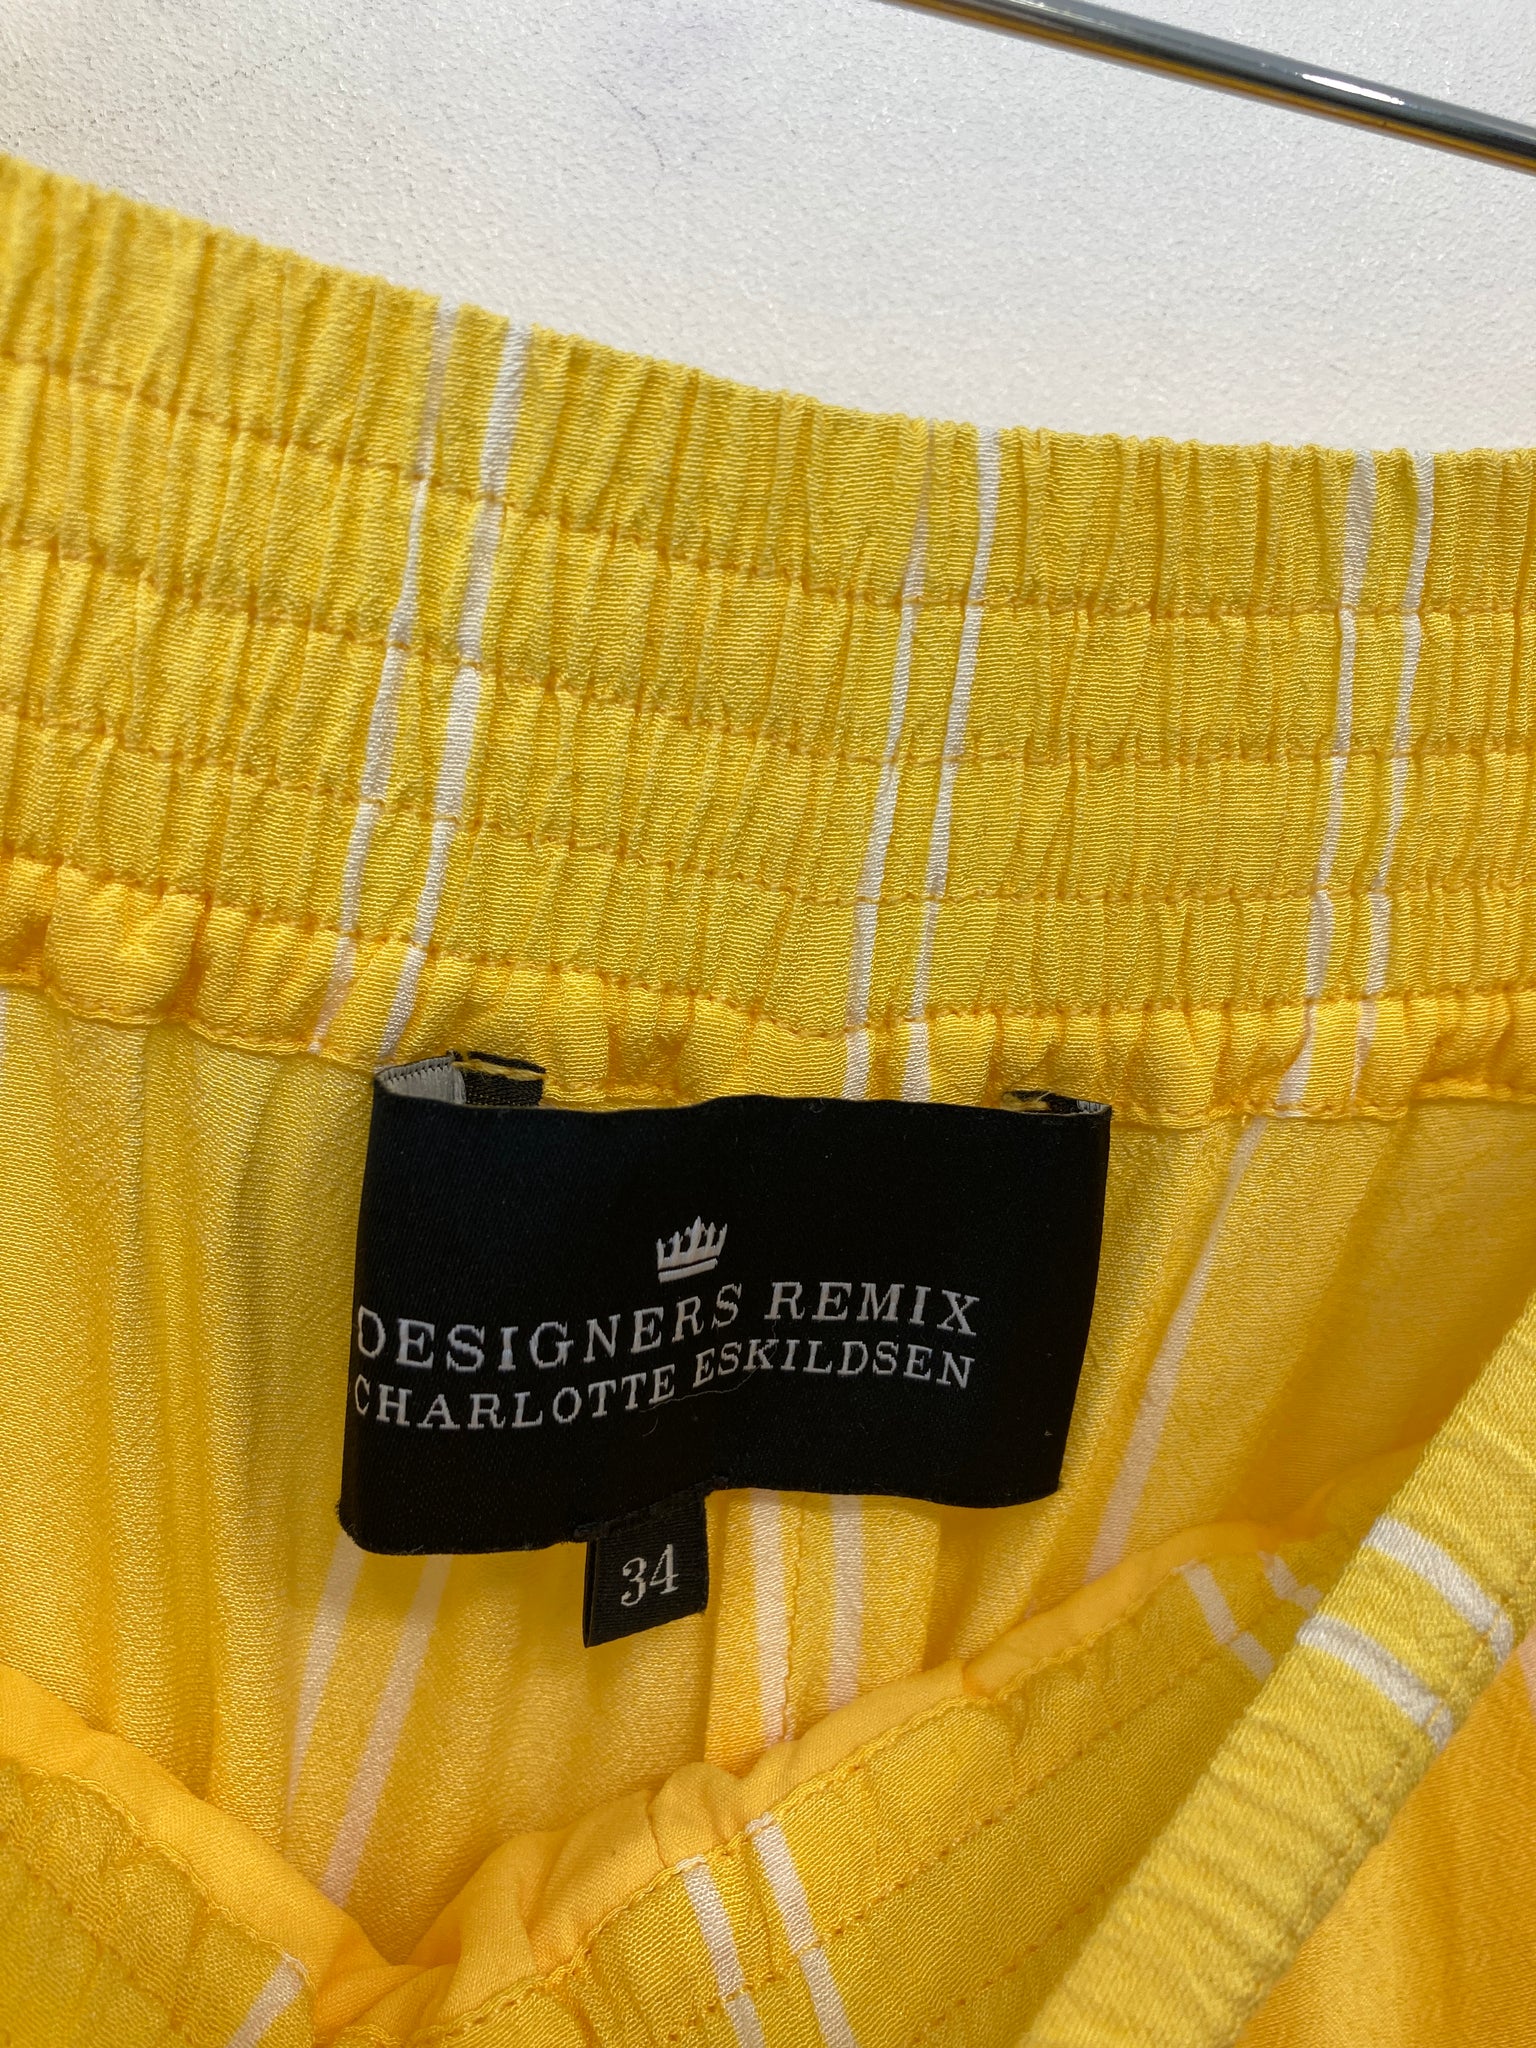 DESIGNERS REMIX
CHARLOTTE ESKILDSEN
34